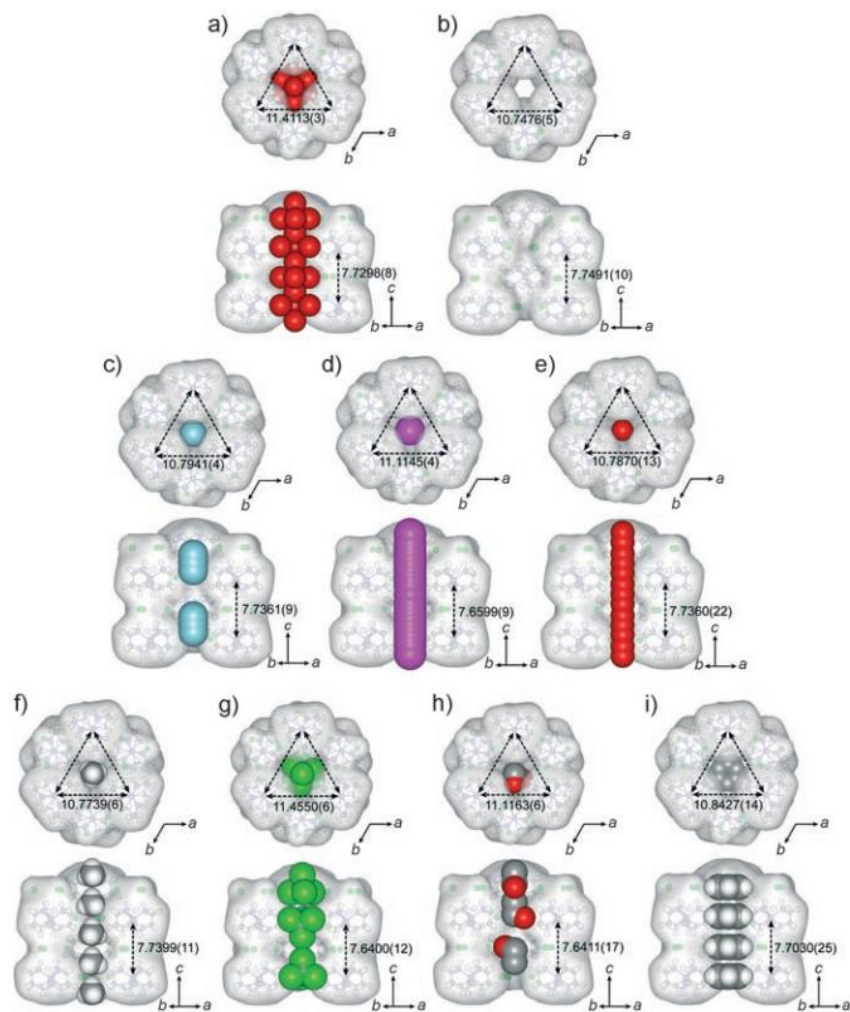 a)
b)
11.4113(3)
10.7476(5)
a
b
a
b
7.7298(8)
7.7491(10)
c
b
a
c
b
a
c)
d)
e)
10.7941(4)
11.1145(4)
10.7870(13)
a
b
a
b
a
b
7.7361(9)
7.6599(9)
7.7360(22)
c
b
a
c
b
a
c
b
a
f)
g)
h)
i)
10.7739(6)
11.4550(6)
11.1163(6)
10.8427(14)
a
b
a
b
a
b
a
b
7.7399(11)
7.6400(12)
7.6411(17)
7.7030(25)
c
b
a
c
b
a
c
b
a
c
b
a